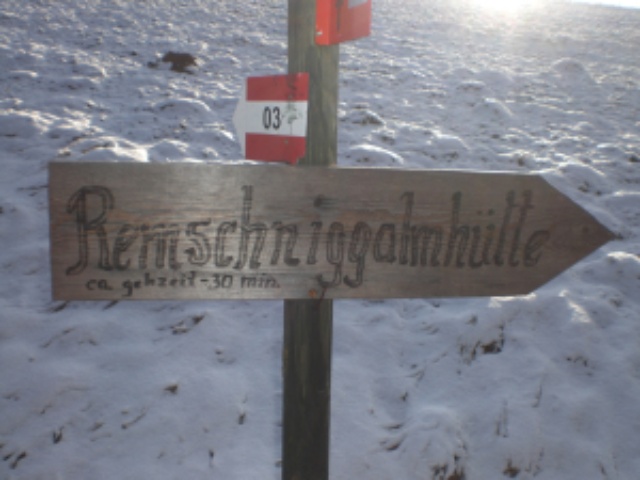 03
Remschniggalmhütte
ca. gehzeit - 30 min.